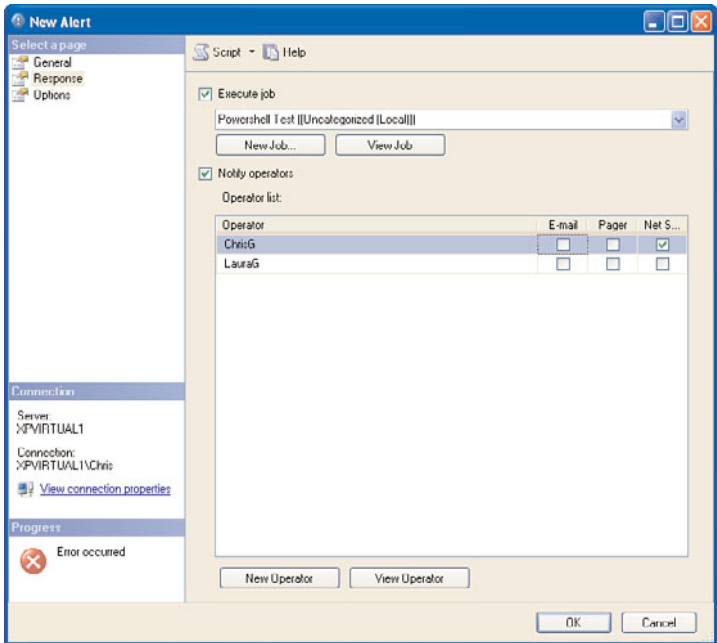 New Alert
Select a page
General
Response
Options
Script
Help
Execute job
Powershell Test ([Uncategorized (Local)])
New Job...
View Job
Notify operators
Operator list:
Operator
E-mail
Pager
Net S...
ChrisG
LauraG
Connection
Server:
XPVIRTUAL1
Connection:
XPVIRTUAL1\Chris
View connection properties
Progress
Error occurred
New Operator
View Operator
OK
Cancel